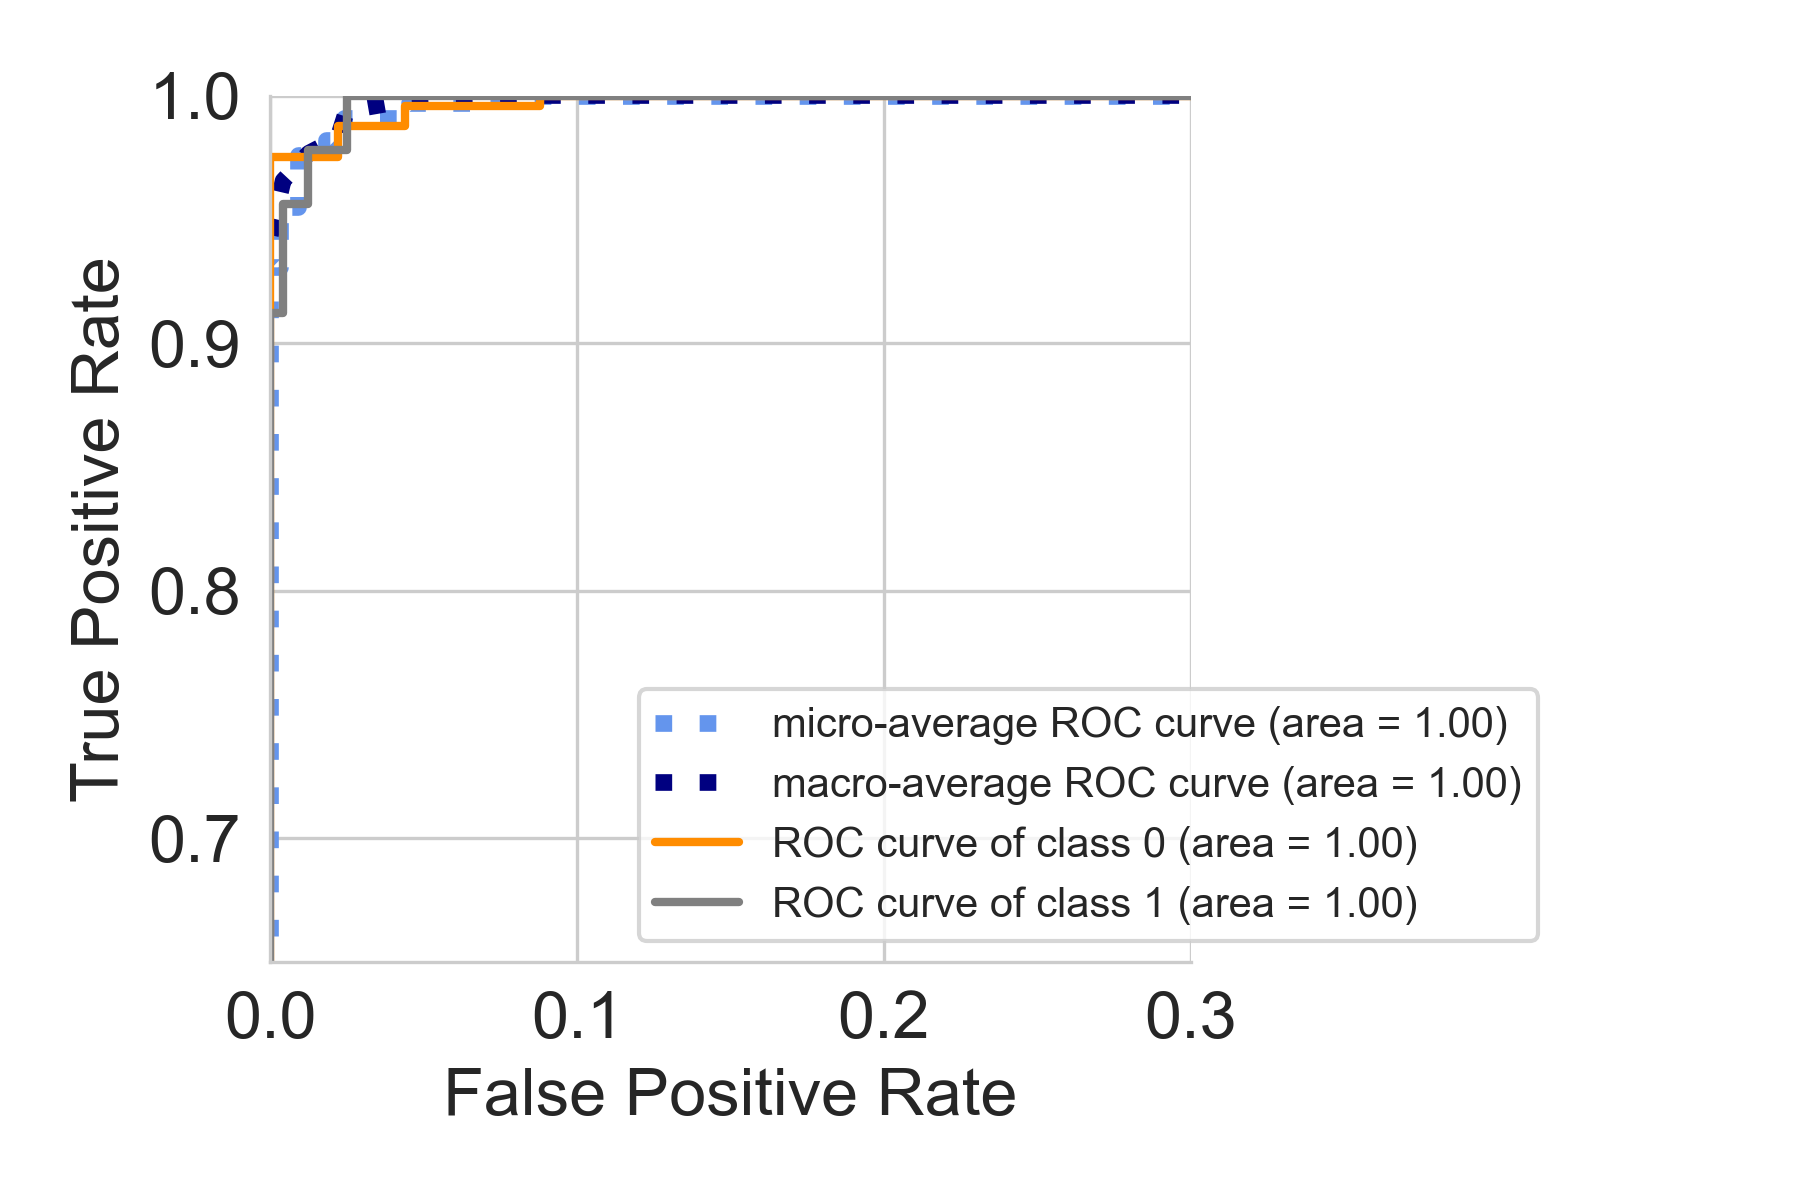 1.0
0.9
0.8
0.7
True Positive Rate
micro-average ROC curve (area = 1.00)
macro-average ROC curve (area = 1.00)
ROC curve of class 0 (area = 1.00)
ROC curve of class 1 (area = 1.00)
0.0 0.1 0.2 0.3
False Positive Rate